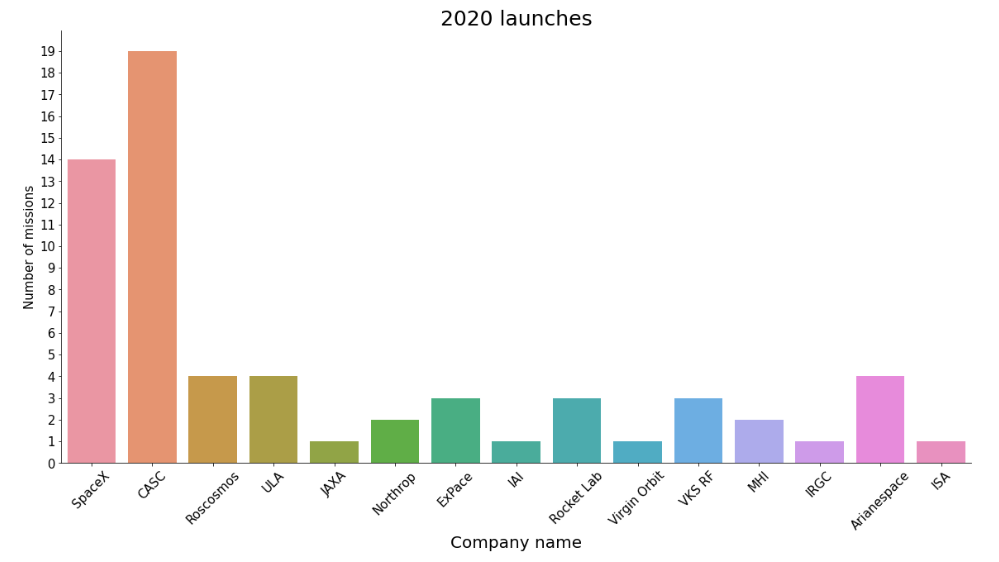 2020 launches
Number of missions
19
18
17
16
15
14
13
12
11
10
9
8
7
6
5
4
3
2
1
0
SpaceX
CASC
Roscosmos
ULA
JAXA
Northrop
ExPace
IAI
Rocket Lab
Virgin Orbit
VKS RF
MHI
IRGC
Arianespace
ISA
Company name